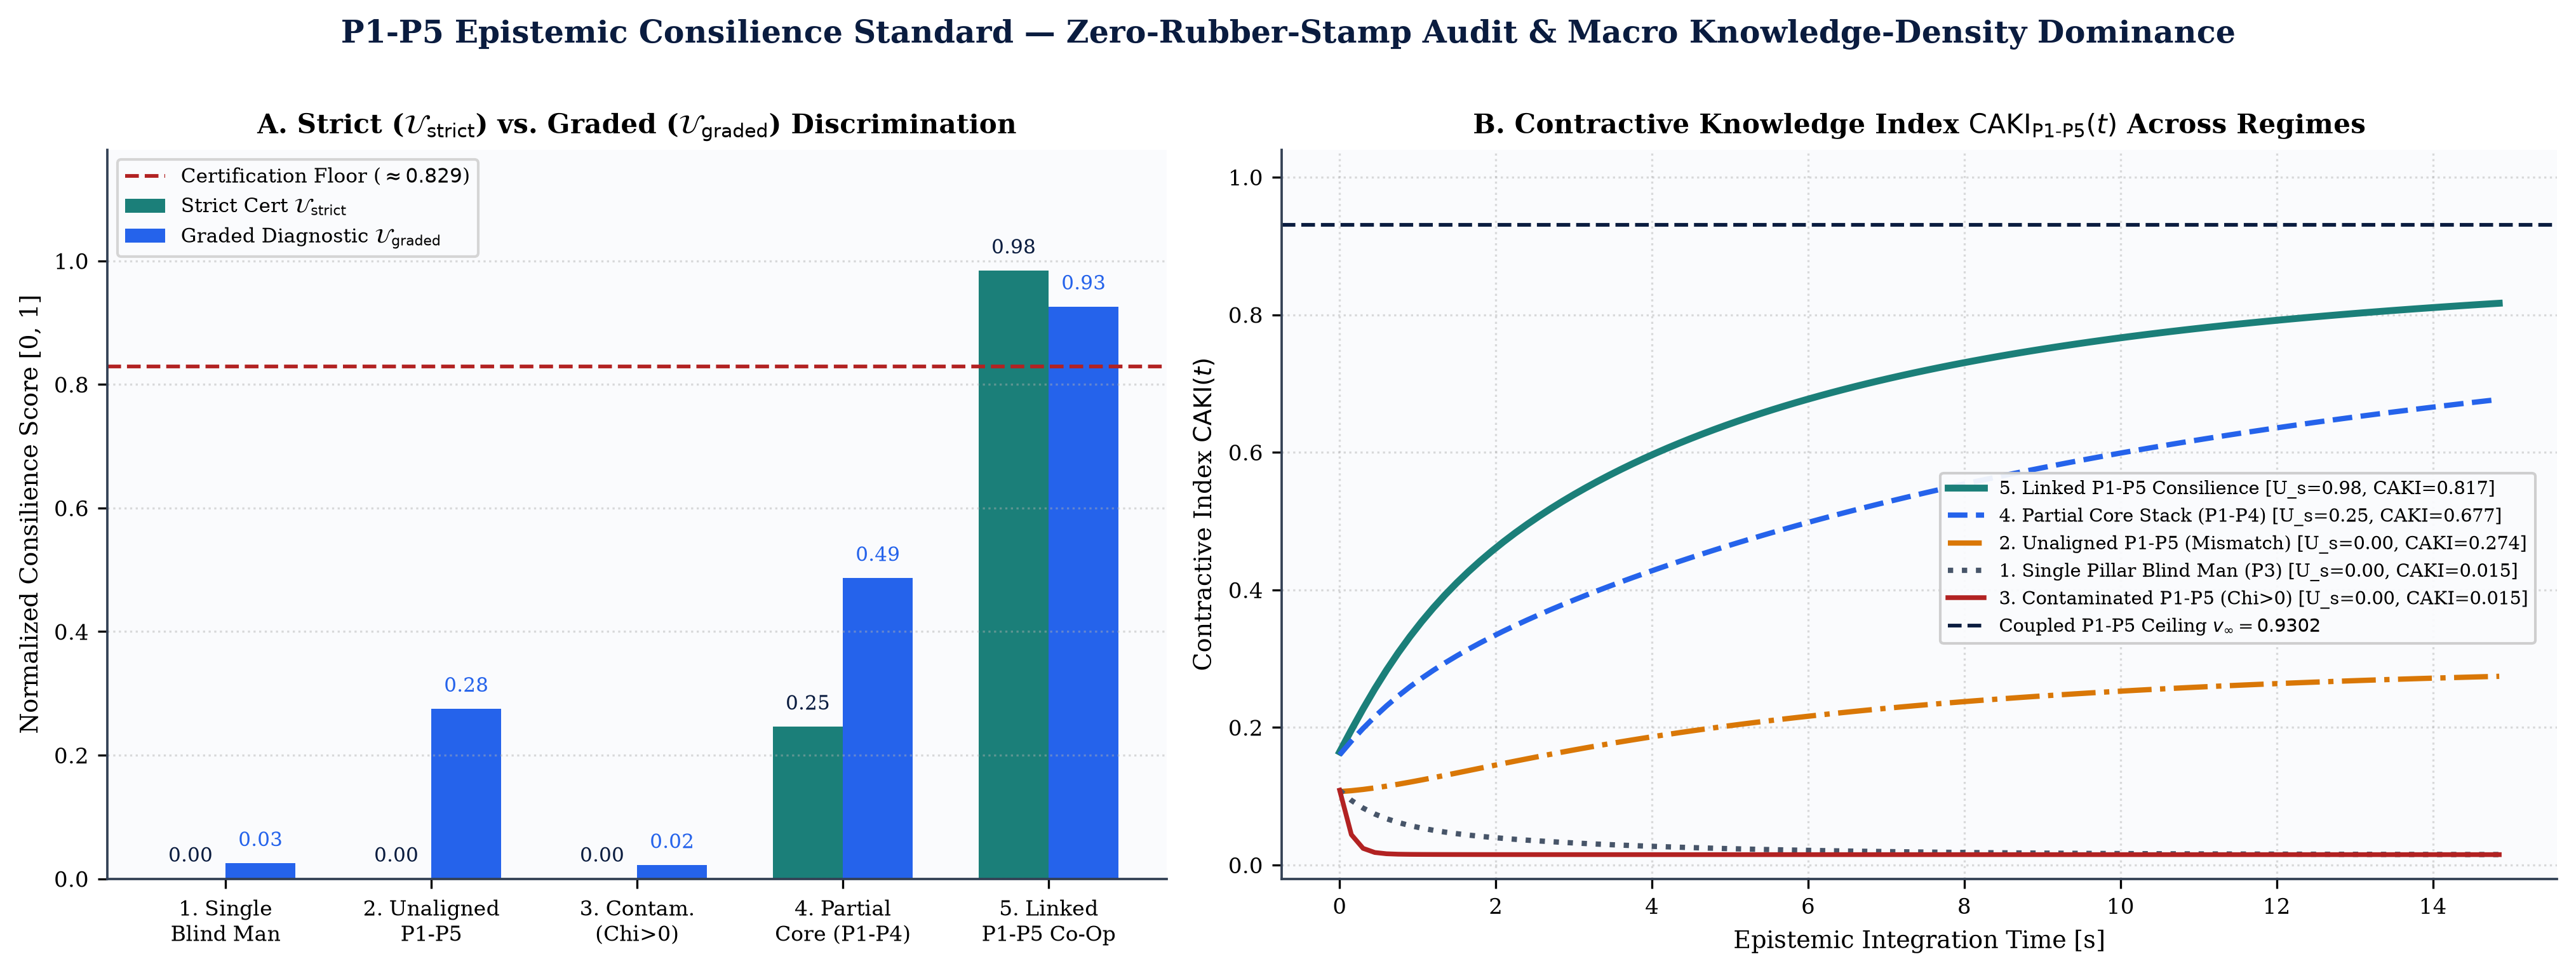 P1-P5 Epistemic Consilience Standard — Zero-Rubber-Stamp Audit & Macro Knowledge-Density Dominance
A. Strict (𝒰strict) vs. Graded (𝒰graded) Discrimination
Certification Floor (≈0.829)
Strict Cert 𝒰strict
Graded Diagnostic 𝒰graded
Normalized Consilience Score [0, 1]
1.0
0.8
0.6
0.4
0.2
0.0
0.00
0.03
0.00
0.28
0.00
0.02
0.25
0.49
0.98
0.93
1. Single
Blind Man
2. Unaligned
P1-P5
3. Contam.
(Chi>0)
4. Partial
Core (P1-P4)
5. Linked
P1-P5 Co-Op
B. Contractive Knowledge Index CAKIP1-P5(t) Across Regimes
Contractive Index CAKI(t)
1.0
0.8
0.6
0.4
0.2
0.0
5. Linked P1-P5 Consilience [U_s=0.98, CAKI=0.817]
4. Partial Core Stack (P1-P4) [U_s=0.25, CAKI=0.677]
2. Unaligned P1-P5 (Mismatch) [U_s=0.00, CAKI=0.274]
1. Single Pillar Blind Man (P3) [U_s=0.00, CAKI=0.015]
3. Contaminated P1-P5 (Chi>0) [U_s=0.00, CAKI=0.015]
Coupled P1-P5 Ceiling v∞ = 0.9302
0 2 4 6 8 10 12 14
Epistemic Integration Time [s]